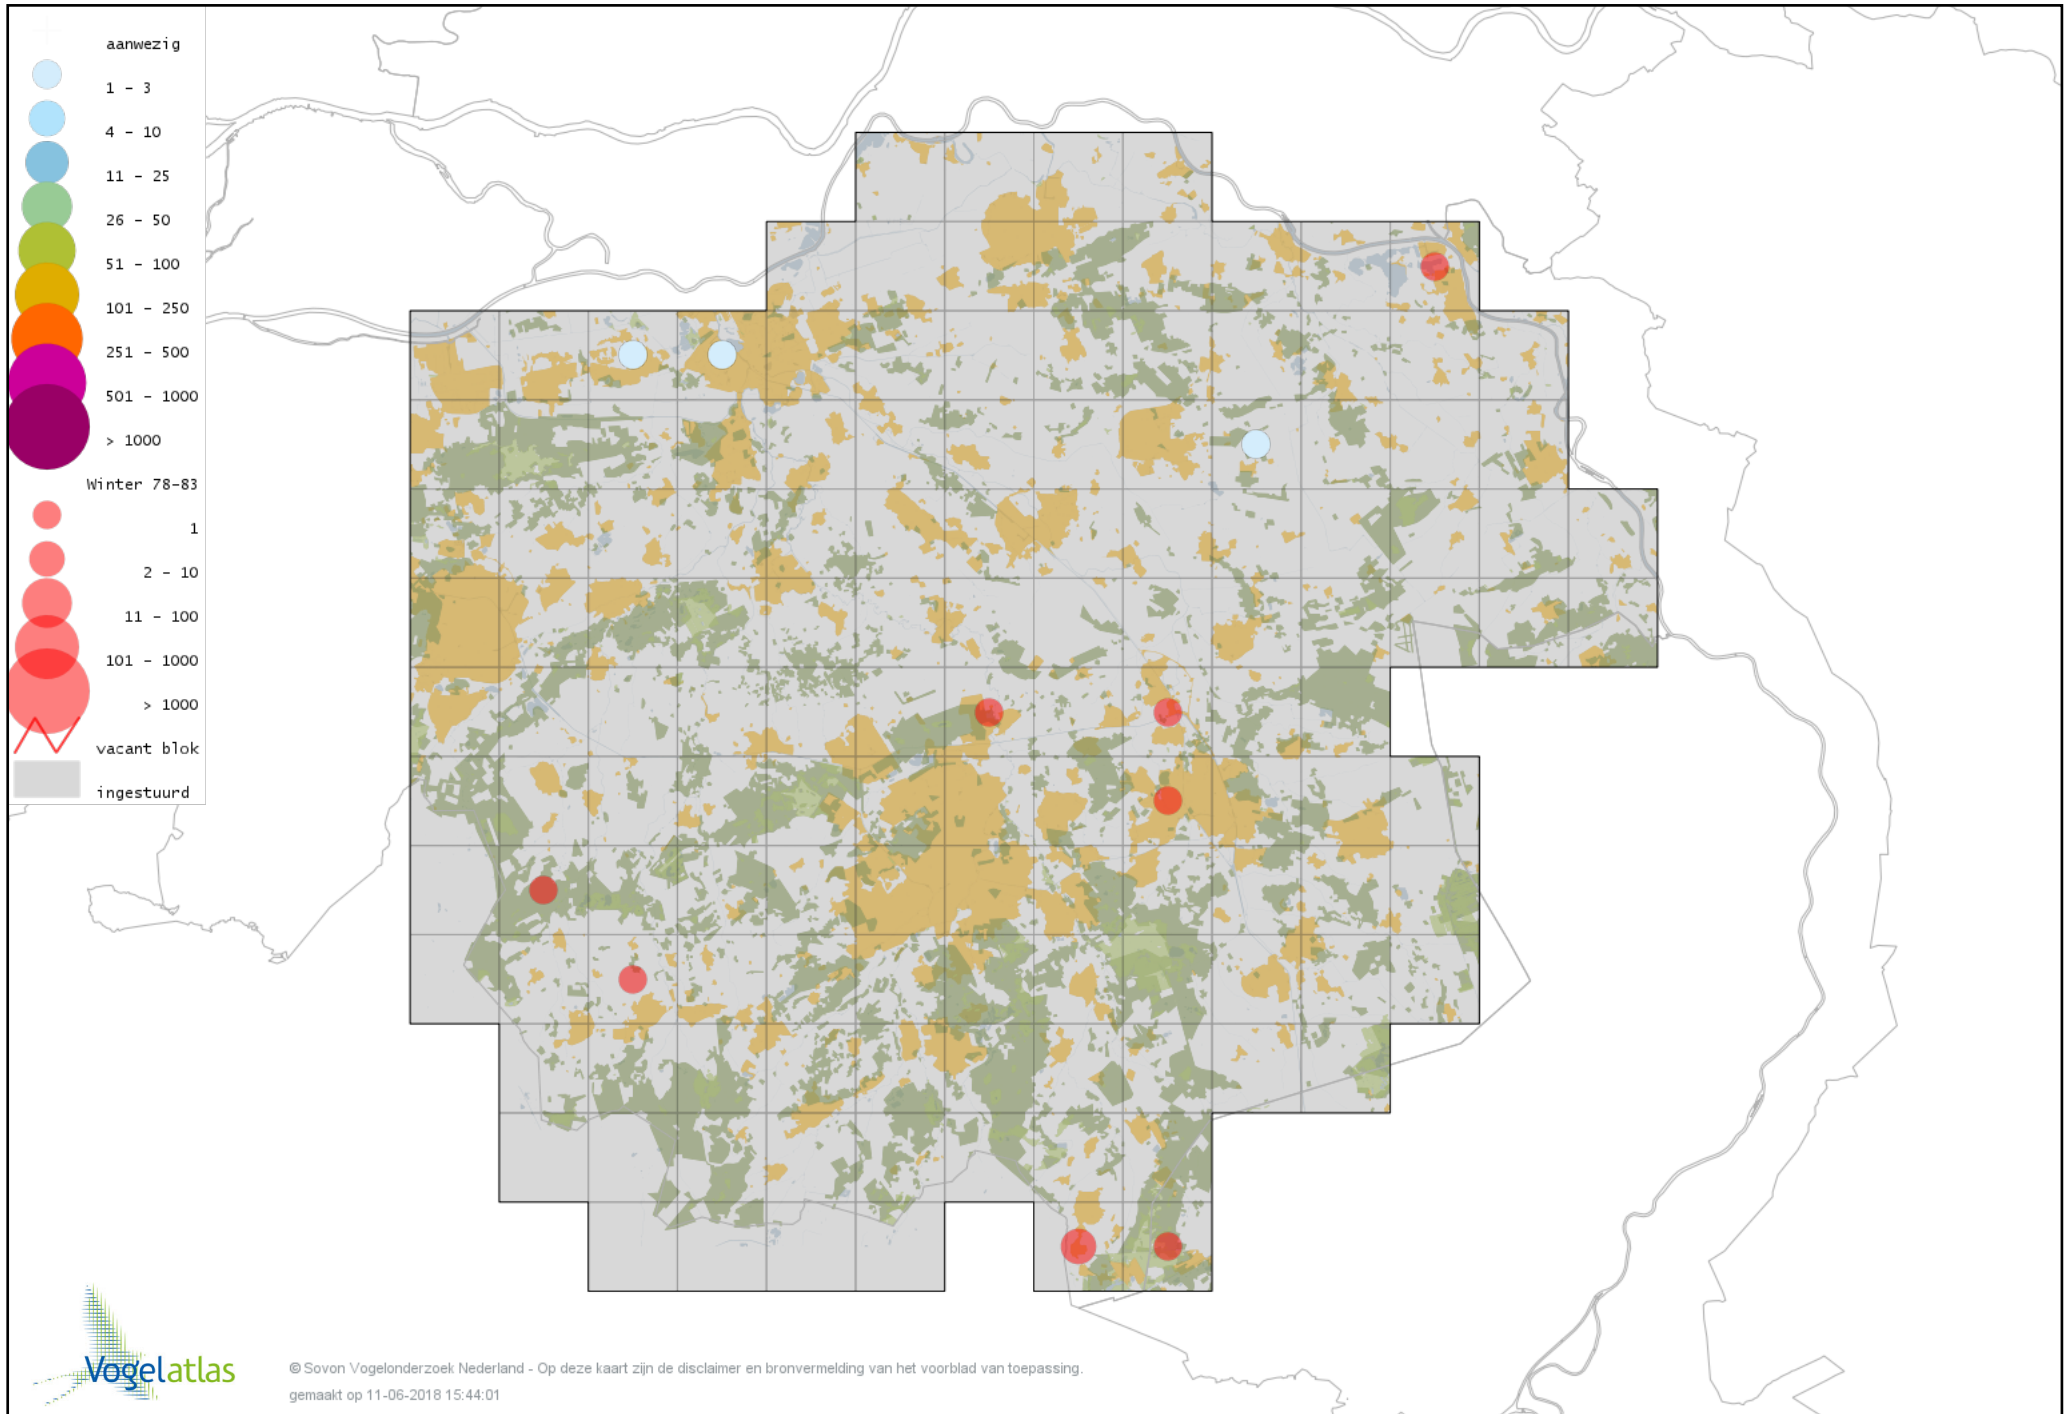 aanwezig
1 – 3
4 – 10
11 – 25
26 – 50
51 – 100
101 – 250
251 – 500
501 – 1000
> 1000
Winter 78–83
1
2 – 10
11 – 100
101 – 1000
> 1000
vacant blok
ingestuurd
Vogelatlas
© Sovon Vogelonderzoek Nederland - Op deze kaart zijn de disclaimer en bronvermelding van het voorblad van toepassing.
gemaakt op 11-06-2018 15:44:01